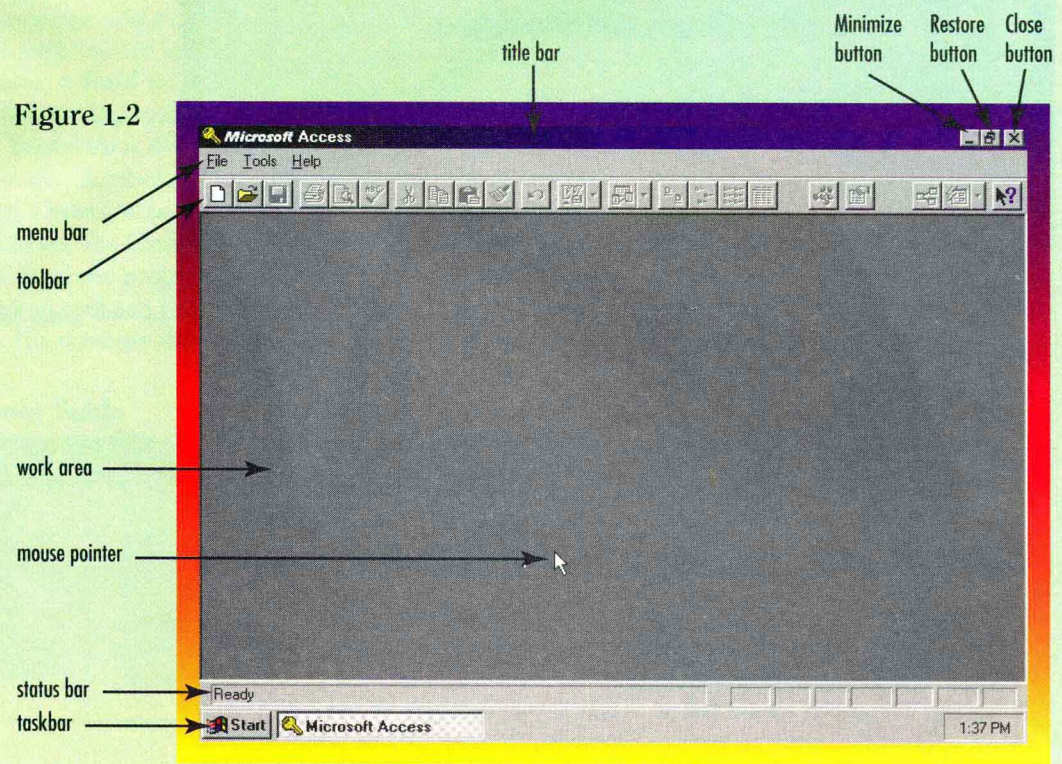 Minimize button
Restore button
Close button
title bar
Figure 1-2
Microsoft Access
File Tools Help
menu bar
toolbar
work area
mouse pointer
status bar
Ready
taskbar
Start Microsoft Access 1:37 PM